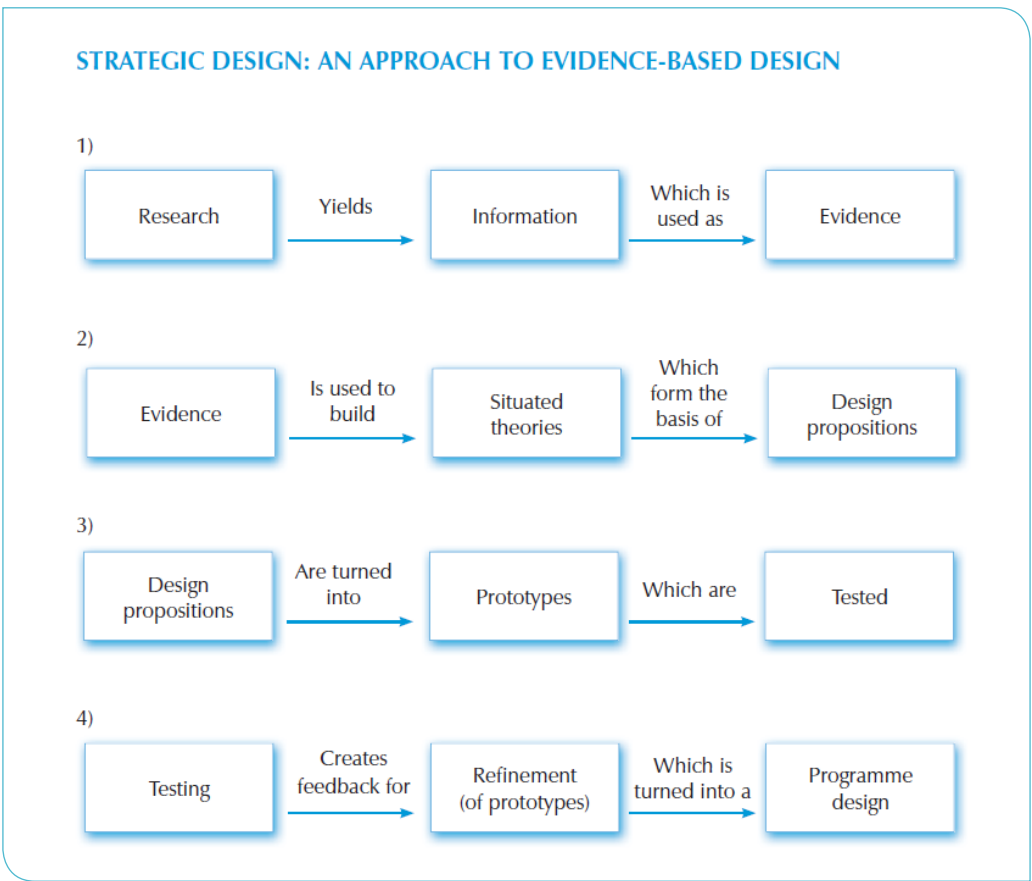 STRATEGIC DESIGN: AN APPROACH TO EVIDENCE-BASED DESIGN
1)
Research
Yields
Information
Which is
used as
Evidence
2)
Evidence
Is used to
build
Situated
theories
Which
form the
basis of
Design
propositions
3)
Design
propositions
Are turned
into
Prototypes
Which are
Tested
4)
Testing
Creates
feedback for
Refinement
(of prototypes)
Which is
turned into a
Programme
design